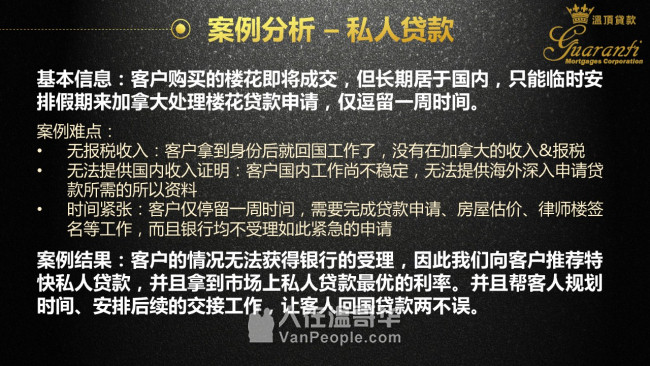 案例分析 – 私人贷款
溫頂貸款
Guaranti
Mortgages Corporation
基本信息：客户购买的楼花即将成交，但长期居于国内，只能临时安
排假期来加拿大处理楼花贷款申请，仅逗留一周时间。
案例难点：
• 无报税收入：客户拿到身份后就回国工作了，没有在加拿大的收入&报税
• 无法提供国内收入证明：客户国内工作尚不稳定，无法提供海外深入申请贷
款所需的所以资料
• 时间紧张：客户仅停留一周时间，需要完成贷款申请、房屋估价、律师楼签
名等工作，而且银行均不受理如此紧急的申请
案例结果：客户的情况无法获得银行的受理，因此我们向客户推荐特
快私人贷款，并且拿到市场上私人贷款最优的利率。并且帮客人规划
时间、安排后续的交接工作，让客人回国贷款两不误。
人在温哥华
VanPeople.com